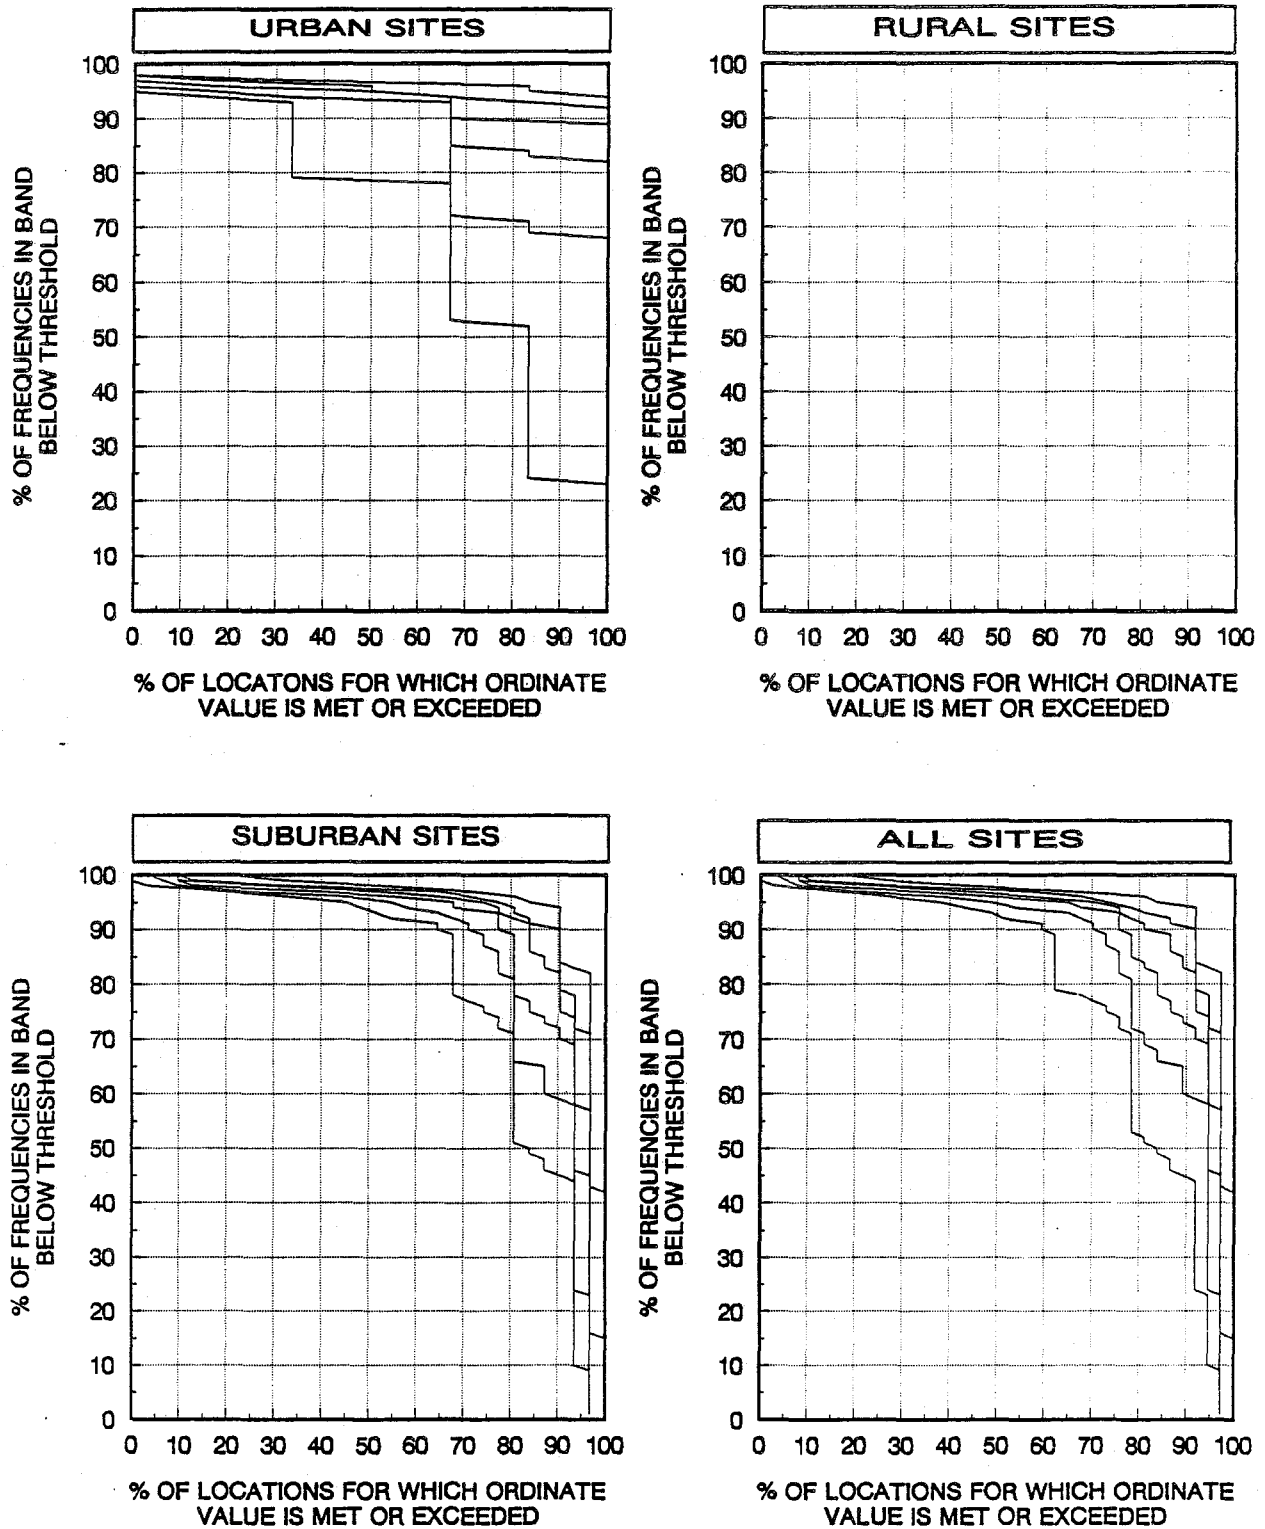 URBAN SITES
% OF FREQUENCIES IN BAND
BELOW THRESHOLD
100
90
80
70
60
50
40
30
20
10
0
0 10 20 30 40 50 60 70 80 90 100
% OF LOCATONS FOR WHICH ORDINATE
VALUE IS MET OR EXCEEDED
RURAL SITES
% OF FREQUENCIES IN BAND
BELOW THRESHOLD
100
90
80
70
60
50
40
30
20
10
0
0 10 20 30 40 50 60 70 80 90 100
% OF LOCATIONS FOR WHICH ORDINATE
VALUE IS MET OR EXCEEDED
SUBURBAN SITES
% OF FREQUENCIES IN BAND
BELOW THRESHOLD
100
90
80
70
60
50
40
30
20
10
0
0 10 20 30 40 50 60 70 80 90 100
% OF LOCATIONS FOR WHICH ORDINATE
VALUE IS MET OR EXCEEDED
ALL SITES
% OF FREQUENCIES IN BAND
BELOW THRESHOLD
100
90
80
70
60
50
40
30
20
10
0
0 10 20 30 40 50 60 70 80 90 100
% OF LOCATIONS FOR WHICH ORDINATE
VALUE IS MET OR EXCEEDED